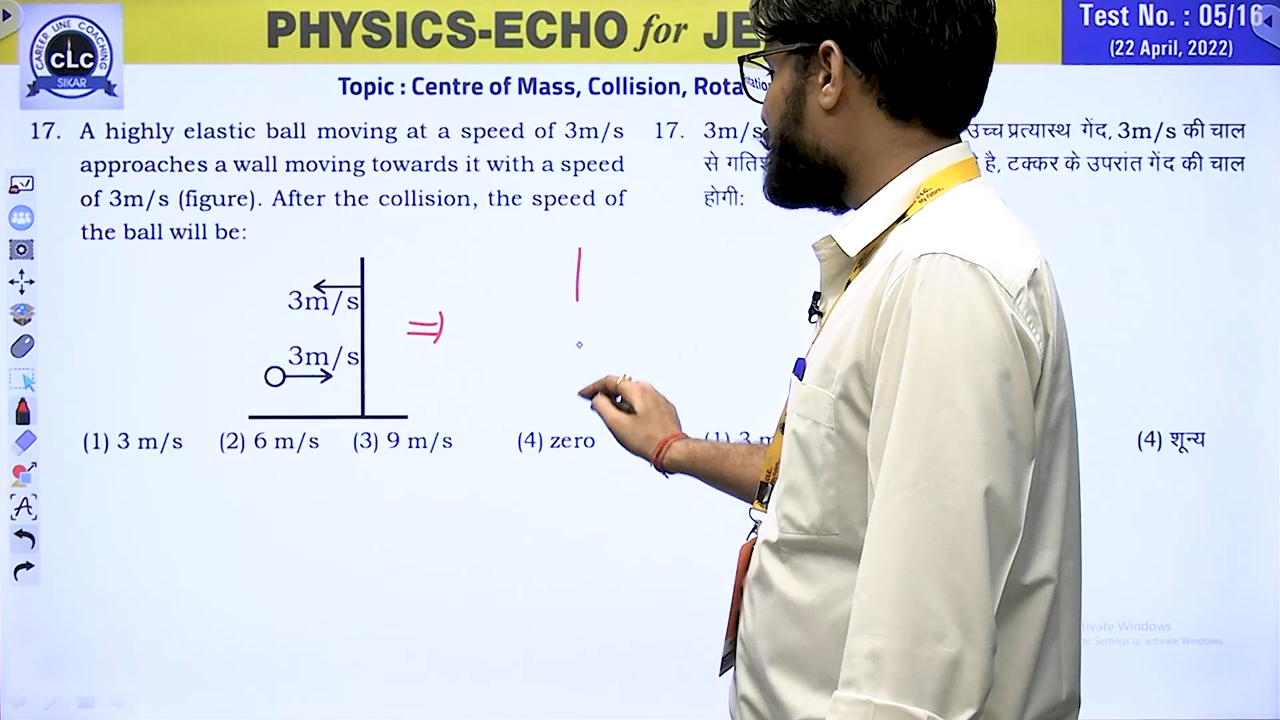 PHYSICS-ECHO for JE
Test No. : 05/16
(22 April, 2022)
CAREER LINE COACHING
CLC
SIKAR
Topic : Centre of Mass, Collision, Rota
17. A highly elastic ball moving at a speed of 3m/s
approaches a wall moving towards it with a speed
of 3m/s (figure). After the collision, the speed of
the ball will be:
3m/s
3m/s
(1) 3 m/s (2) 6 m/s (3) 9 m/s (4) zero
17. 3m/s उच्च प्रत्यास्थ गेंद, 3m/s की चाल
से है, टक्कर के उपरांत गेंद की चाल
होगी:
(1) 3 (4) शून्य